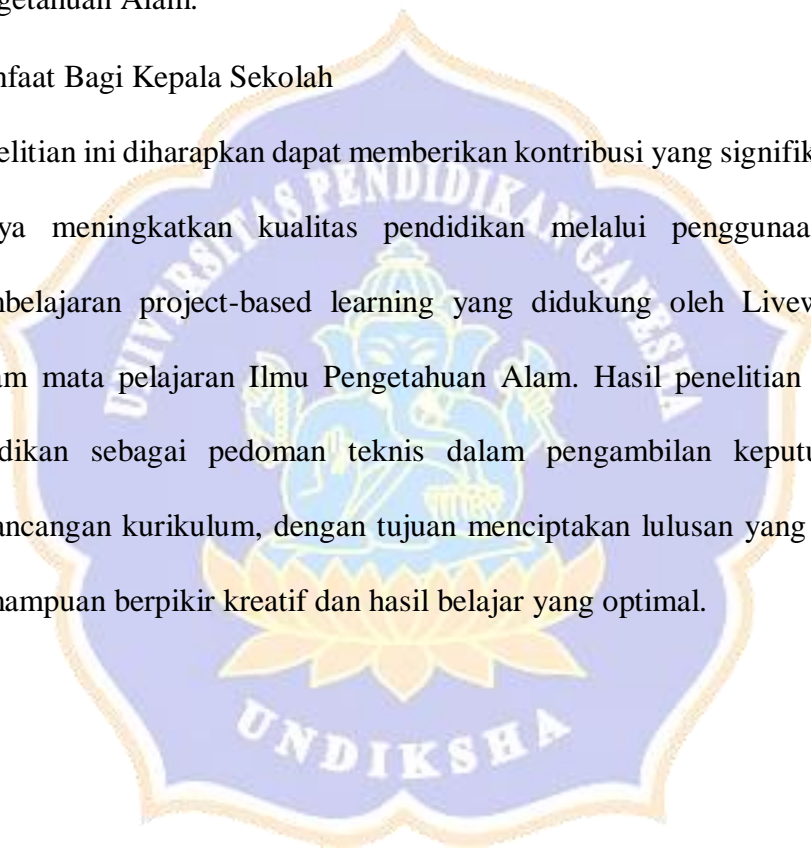 getahuan Alam.
nfaat Bagi Kepala Sekolah
elitian ini diharapkan dapat memberikan kontribusi yang signifik
ya meningkatkan kualitas pendidikan melalui penggunaa
belajaran project-based learning yang didukung oleh Livew
am mata pelajaran Ilmu Pengetahuan Alam. Hasil penelitian
dikan sebagai pedoman teknis dalam pengambilan keputu
ancangan kurikulum, dengan tujuan menciptakan lulusan yang
ampuan berpikir kreatif dan hasil belajar yang optimal.
UNIVERSITAS PENDIDIKAN GANESHA
UNDIKSHA